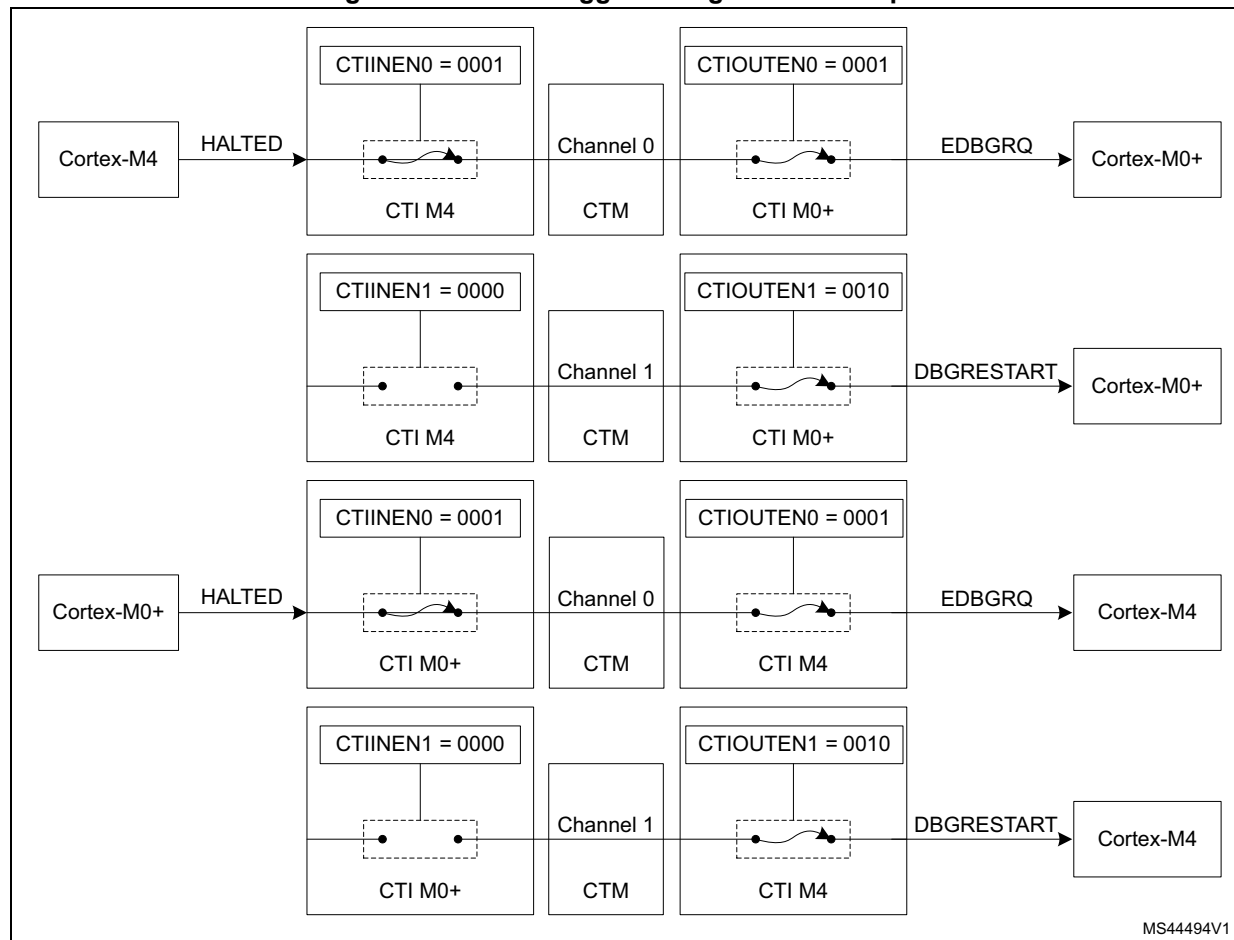 CTIINEN0 = 0001
CTIOUTEN0 = 0001
Cortex-M4
HALTED
Channel 0
EDBGRQ
Cortex-M0+
CTI M4
CTM
CTI M0+
CTIINEN1 = 0000
CTIOUTEN1 = 0010
Channel 1
DBGRESTART
Cortex-M0+
CTI M4
CTM
CTI M0+
CTIINEN0 = 0001
CTIOUTEN0 = 0001
Cortex-M0+
HALTED
Channel 0
EDBGRQ
Cortex-M4
CTI M0+
CTM
CTI M4
CTIINEN1 = 0000
CTIOUTEN1 = 0010
Channel 1
DBGRESTART
Cortex-M4
CTI M0+
CTM
CTI M4
MS44494V1